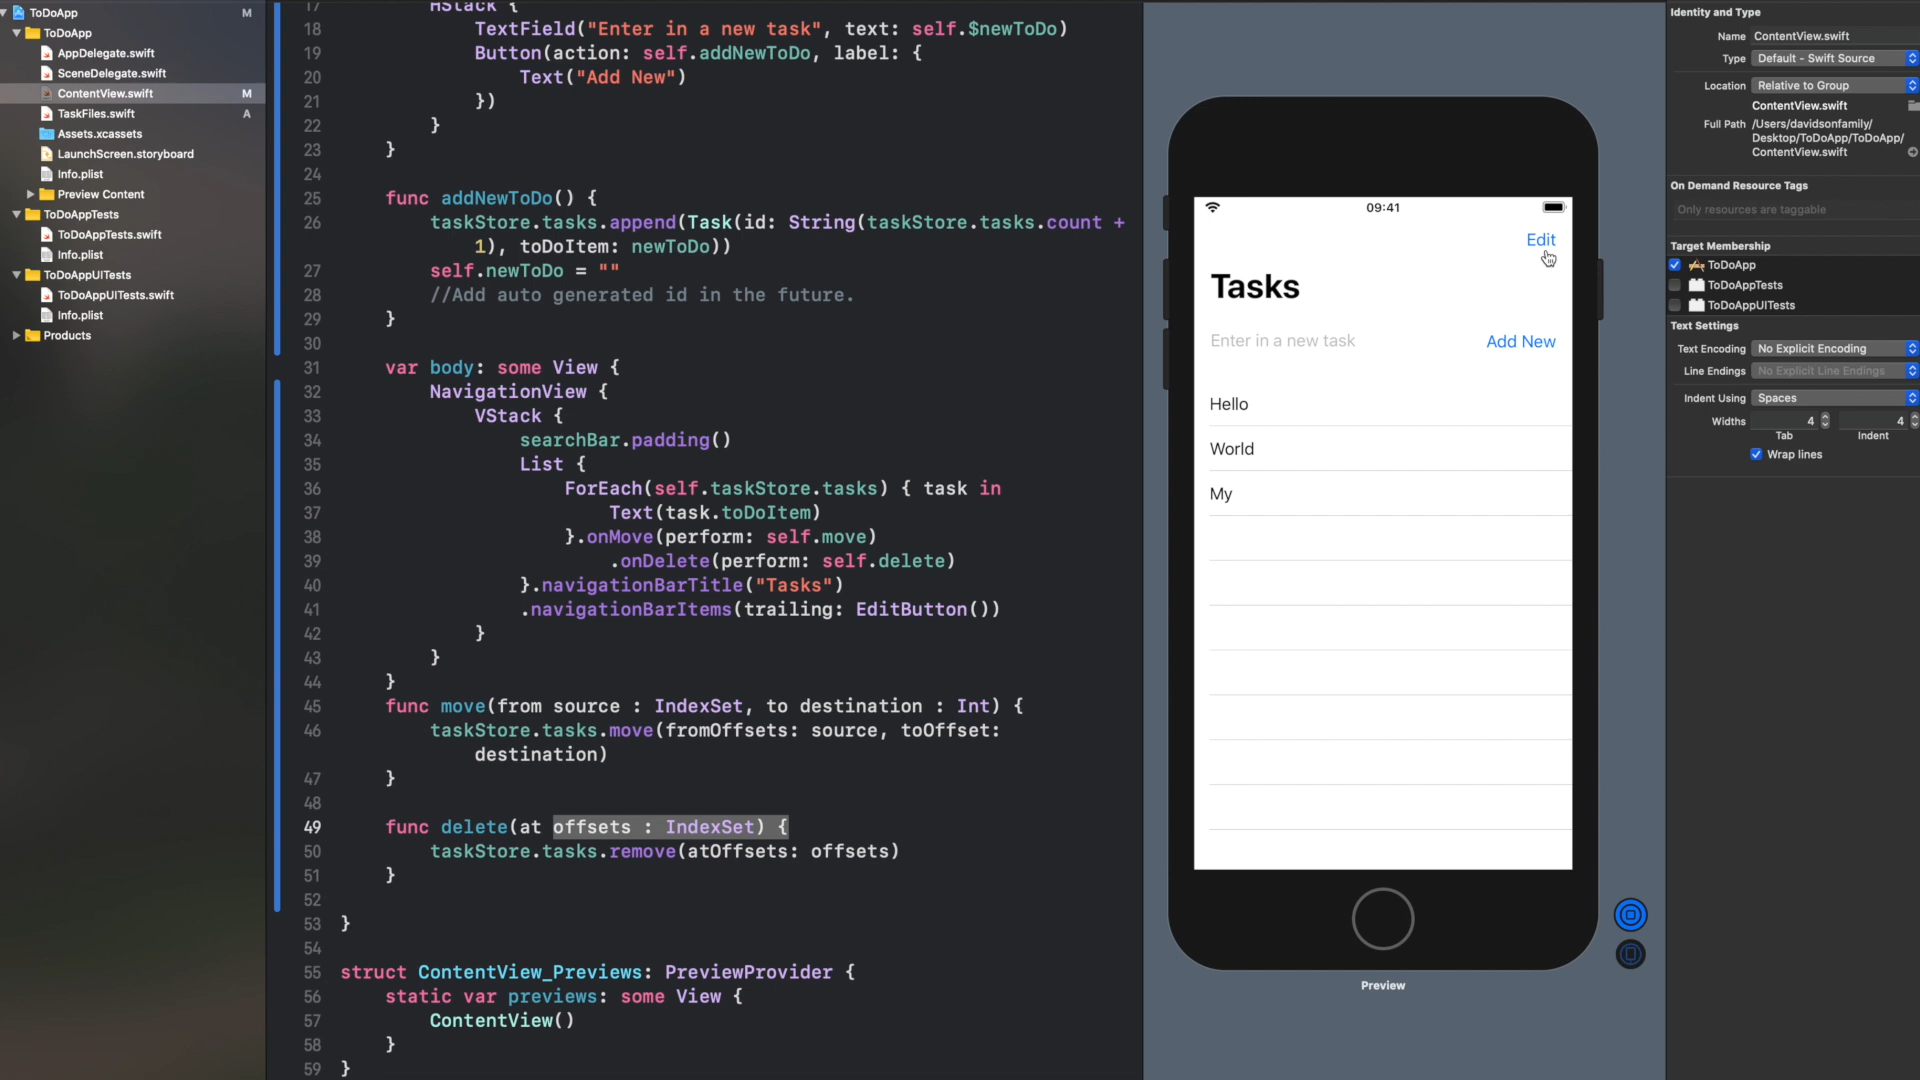 ToDoApp M
ToDoApp
AppDelegate.swift
SceneDelegate.swift
ContentView.swift M
TaskFiles.swift A
Assets.xcassets
LaunchScreen.storyboard
Info.plist
Preview Content
ToDoAppTests
ToDoAppTests.swift
Info.plist
ToDoAppUITests
ToDoAppUITests.swift
Info.plist
Products
17 HStack {
18 TextField("Enter in a new task", text: self.$newToDo)
19 Button(action: self.addNewToDo, label: {
20 Text("Add New")
21 })
22 }
23 }
24
25 func addNewToDo() {
26 taskStore.tasks.append(Task(id: String(taskStore.tasks.count +
1), toDoItem: newToDo))
27 self.newToDo = ""
28 //Add auto generated id in the future.
29 }
30
31 var body: some View {
32 NavigationView {
33 VStack {
34 searchBar.padding()
35 List {
36 ForEach(self.taskStore.tasks) { task in
37 Text(task.toDoItem)
38 }.onMove(perform: self.move)
39 .onDelete(perform: self.delete)
40 }.navigationBarTitle("Tasks")
41 .navigationBarItems(trailing: EditButton())
42 }
43 }
44 }
45 func move(from source : IndexSet, to destination : Int) {
46 taskStore.tasks.move(fromOffsets: source, toOffset:
destination)
47 }
48
49 func delete(at offsets : IndexSet) {
50 taskStore.tasks.remove(atOffsets: offsets)
51 }
52
53 }
54
55 struct ContentView_Previews: PreviewProvider {
56 static var previews: some View {
57 ContentView()
58 }
59 }
09:41
Edit
Tasks
Enter in a new task Add New
Hello
World
My
Preview
Identity and Type
Name ContentView.swift
Type Default - Swift Source
Location Relative to Group
ContentView.swift
Full Path /Users/davidsonfamily/
Desktop/ToDoApp/ToDoApp/
ContentView.swift
On Demand Resource Tags
Only resources are taggable
Target Membership
ToDoApp
ToDoAppTests
ToDoAppUITests
Text Settings
Text Encoding No Explicit Encoding
Line Endings No Explicit Line Endings
Indent Using Spaces
Widths 4 4
Tab Indent
Wrap lines